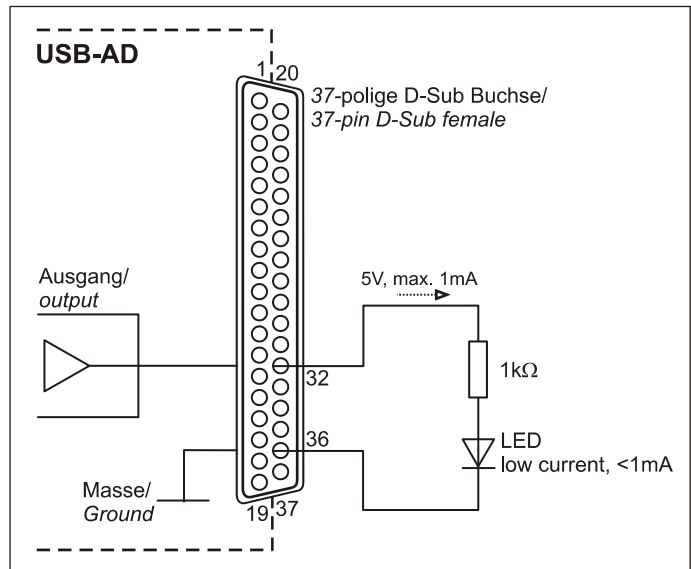 USB-AD
1 20
37-polige D-Sub Buchse/
37-pin D-Sub female
Ausgang/
output
5V, max. 1mA
32
1kΩ
36
LED
low current, <1mA
Masse/
Ground
19 37